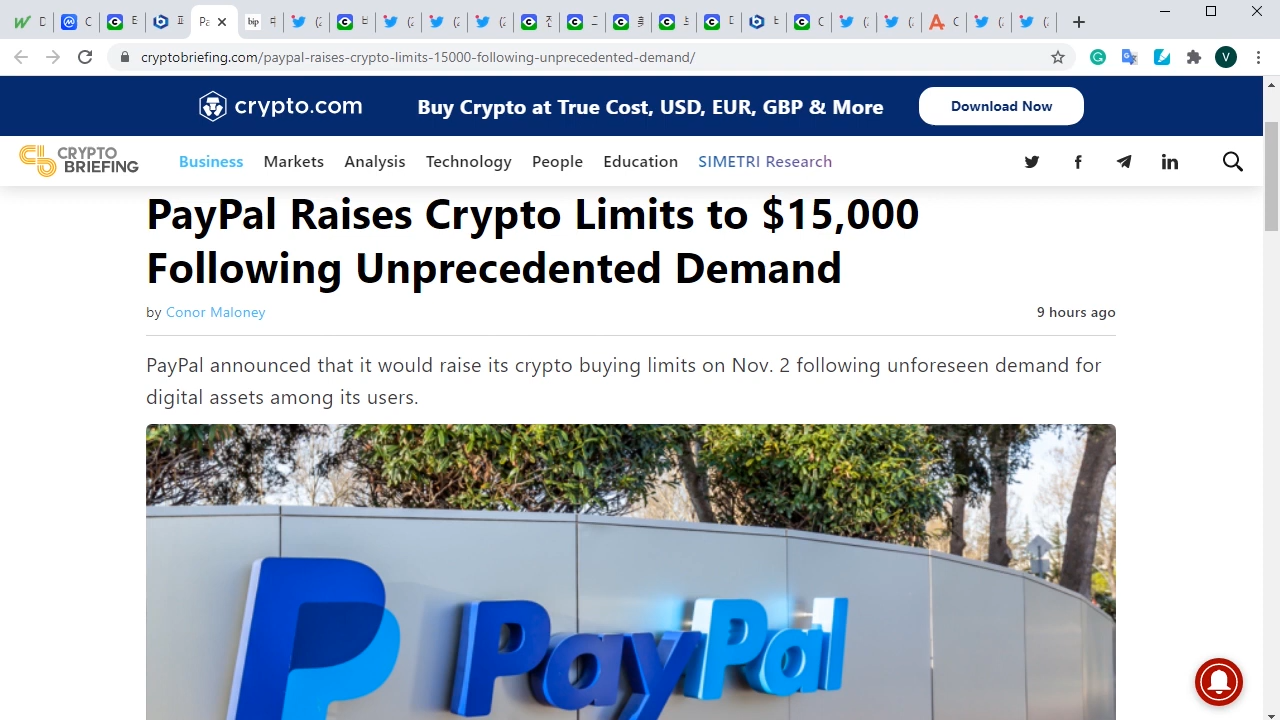 Pa
bip
cryptobriefing.com/paypal-raises-crypto-limits-15000-following-unprecedented-demand/
V
crypto.com
Buy Crypto at True Cost, USD, EUR, GBP & More
Download Now
CRYPTO
BRIEFING
Business Markets Analysis Technology People Education SIMETRI Research
PayPal Raises Crypto Limits to $15,000
Following Unprecedented Demand
by Conor Maloney
9 hours ago
PayPal announced that it would raise its crypto buying limits on Nov. 2 following unforeseen demand for
digital assets among its users.
PayPal